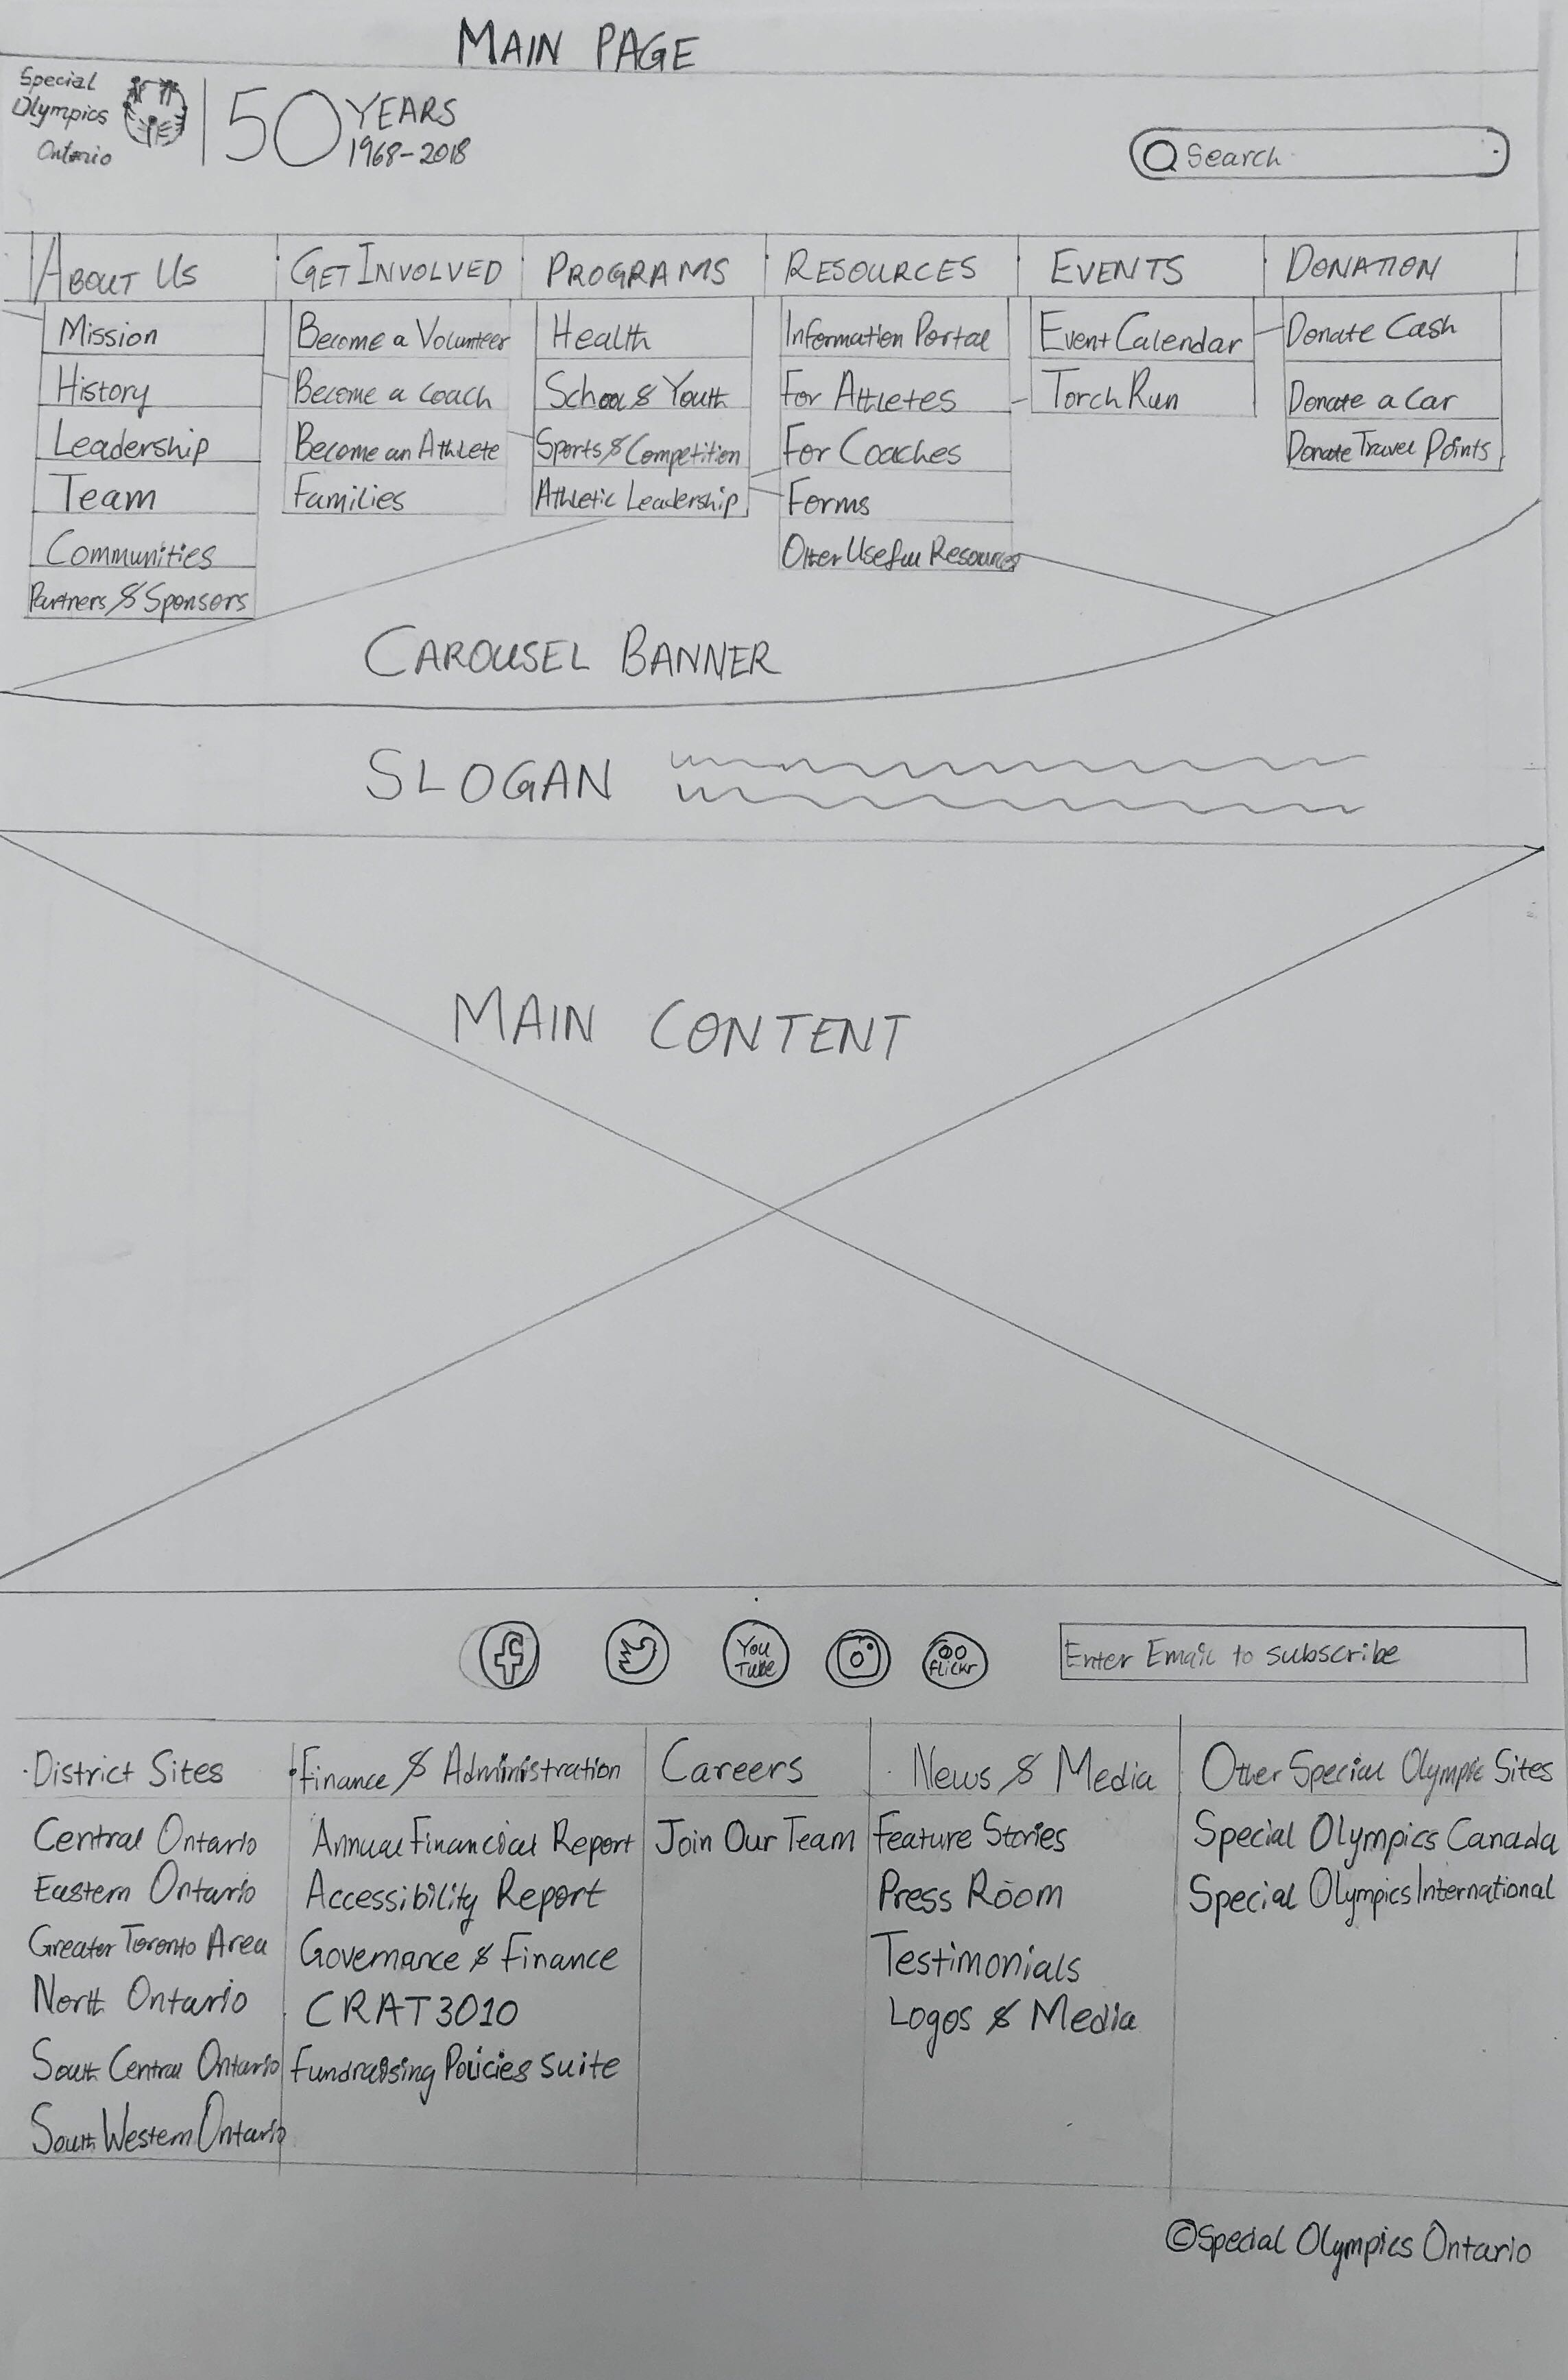 MAIN PAGE
Special
Olympics
Ontario
50 YEARS
1968-2018
Search
ABOUT US
GET INVOLVED
PROGRAMS
RESOURCES
EVENTS
DONATION
Mission
History
Leadership
Team
Communities
Partners & Sponsors
Become a Volunteer
Become a Coach
Become an Athlete
Families
Health
School & Youth
Sports & Competition
Athletic Leadership
Information Portal
For Athletes
For Coaches
Forms
Other Useful Resources
Event Calendar
Torch Run
Donate Cash
Donate a Car
Donate Travel Points
CAROUSEL BANNER
SLOGAN
MAIN CONTENT
f
You
Tube
flickr
Enter Email to subscribe
District Sites
Central Ontario
Eastern Ontario
Greater Toronto Area
North Ontario
South Central Ontario
South Western Ontario
Finance & Administration
Annual Financial Report
Accessibility Report
Governance & Finance
CRAT3010
Fundraising Policies Suite
Careers
Join Our Team
News & Media
Feature Stories
Press Room
Testimonials
Logos & Media
Other Special Olympic Sites
Special Olympics Canada
Special Olympics International
©Special Olympics Ontario